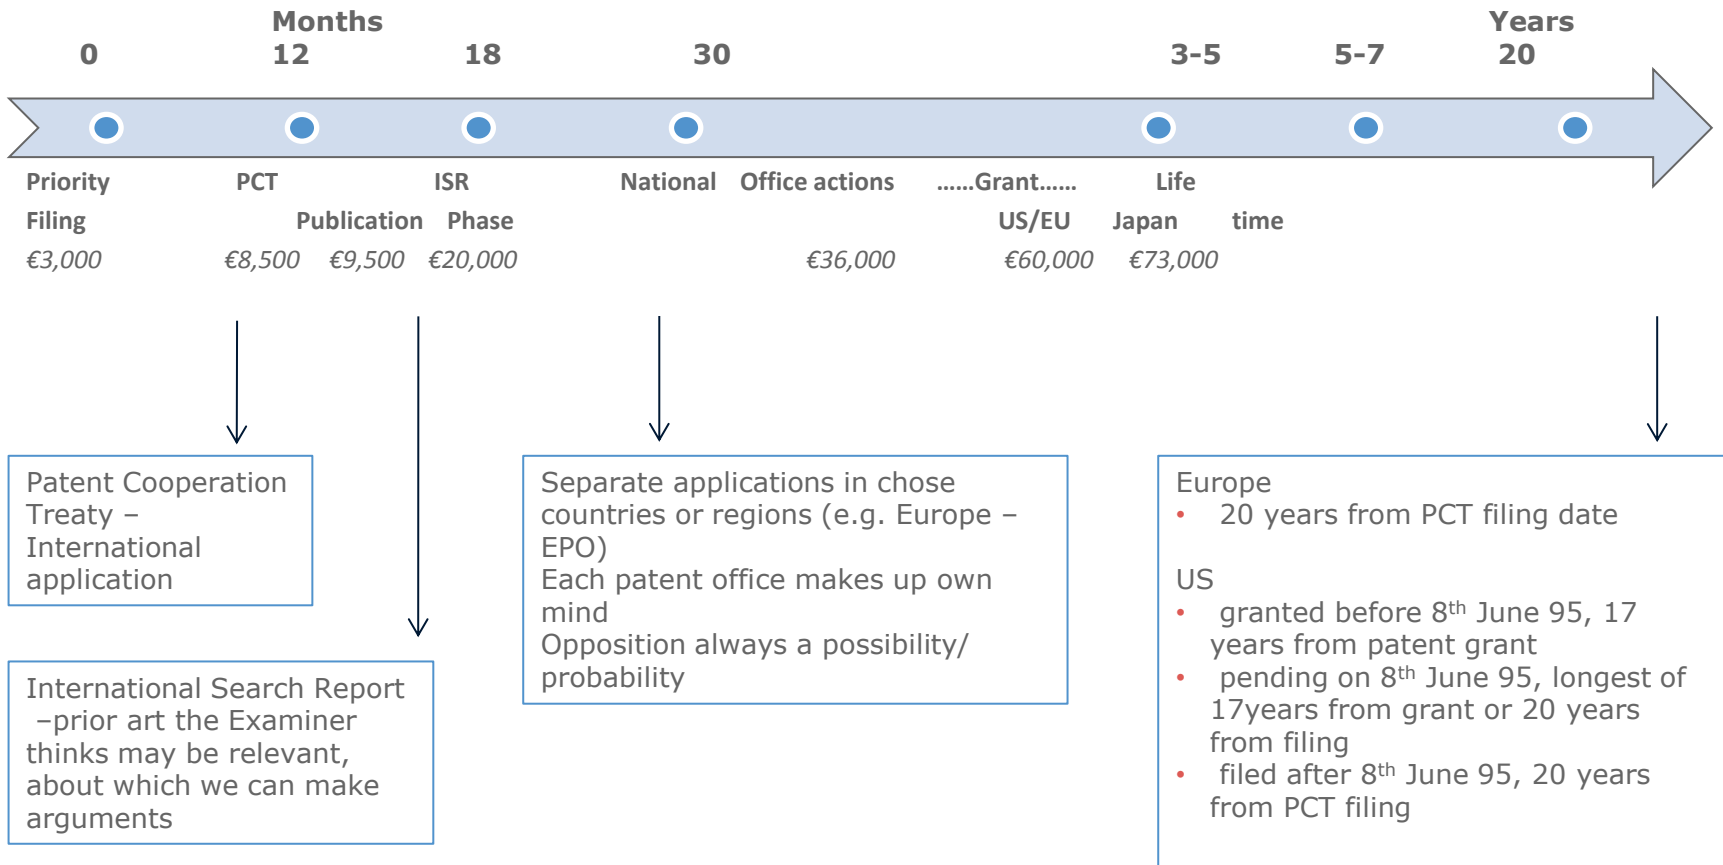 Months Years
0 12 18 30 3-5 5-7 20
Priority PCT ISR National Office actions ......Grant...... Life
Filing Publication Phase US/EU Japan time
€3,000 €8,500 €9,500 €20,000 €36,000 €60,000 €73,000
Patent Cooperation
Treaty –
International
application
International Search Report
–prior art the Examiner
thinks may be relevant,
about which we can make
arguments
Separate applications in chose
countries or regions (e.g. Europe –
EPO)
Each patent office makes up own
mind
Opposition always a possibility/
probability
Europe
• 20 years from PCT filing date
US
• granted before 8th June 95, 17
years from patent grant
• pending on 8th June 95, longest of
17years from grant or 20 years
from filing
• filed after 8th June 95, 20 years
from PCT filing